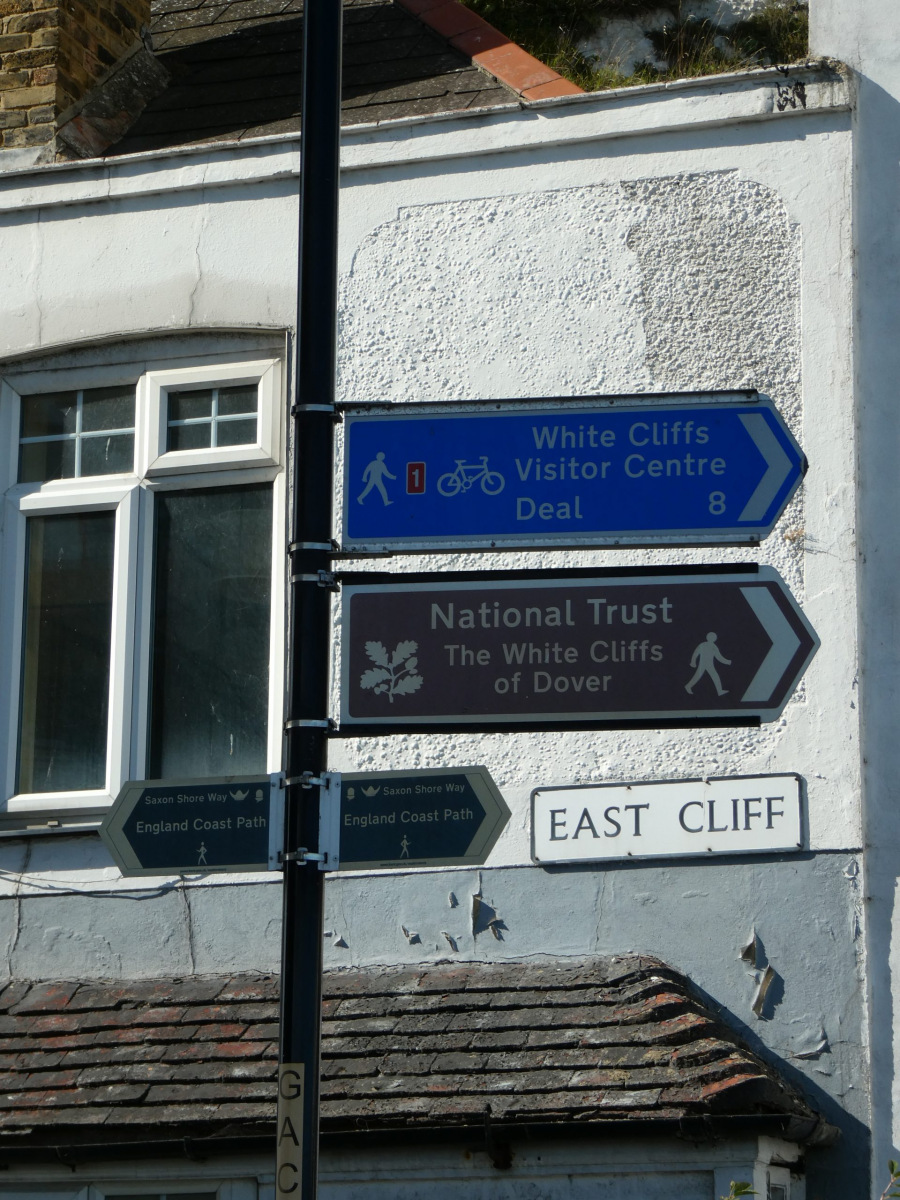 White Cliffs
1 Visitor Centre
Deal 8
National Trust
The White Cliffs
of Dover
Saxon Shore Way
England Coast Path
Saxon Shore Way
England Coast Path
EAST CLIFF
G
A
C